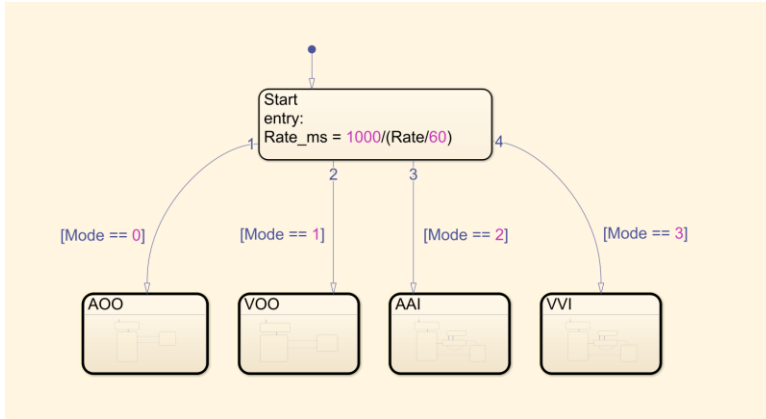 Start
entry:
Rate_ms = 1000/(Rate/60)
1
4
2
3
[Mode == 0]
[Mode == 1]
[Mode == 2]
[Mode == 3]
AOO
VOO
AAI
VVI